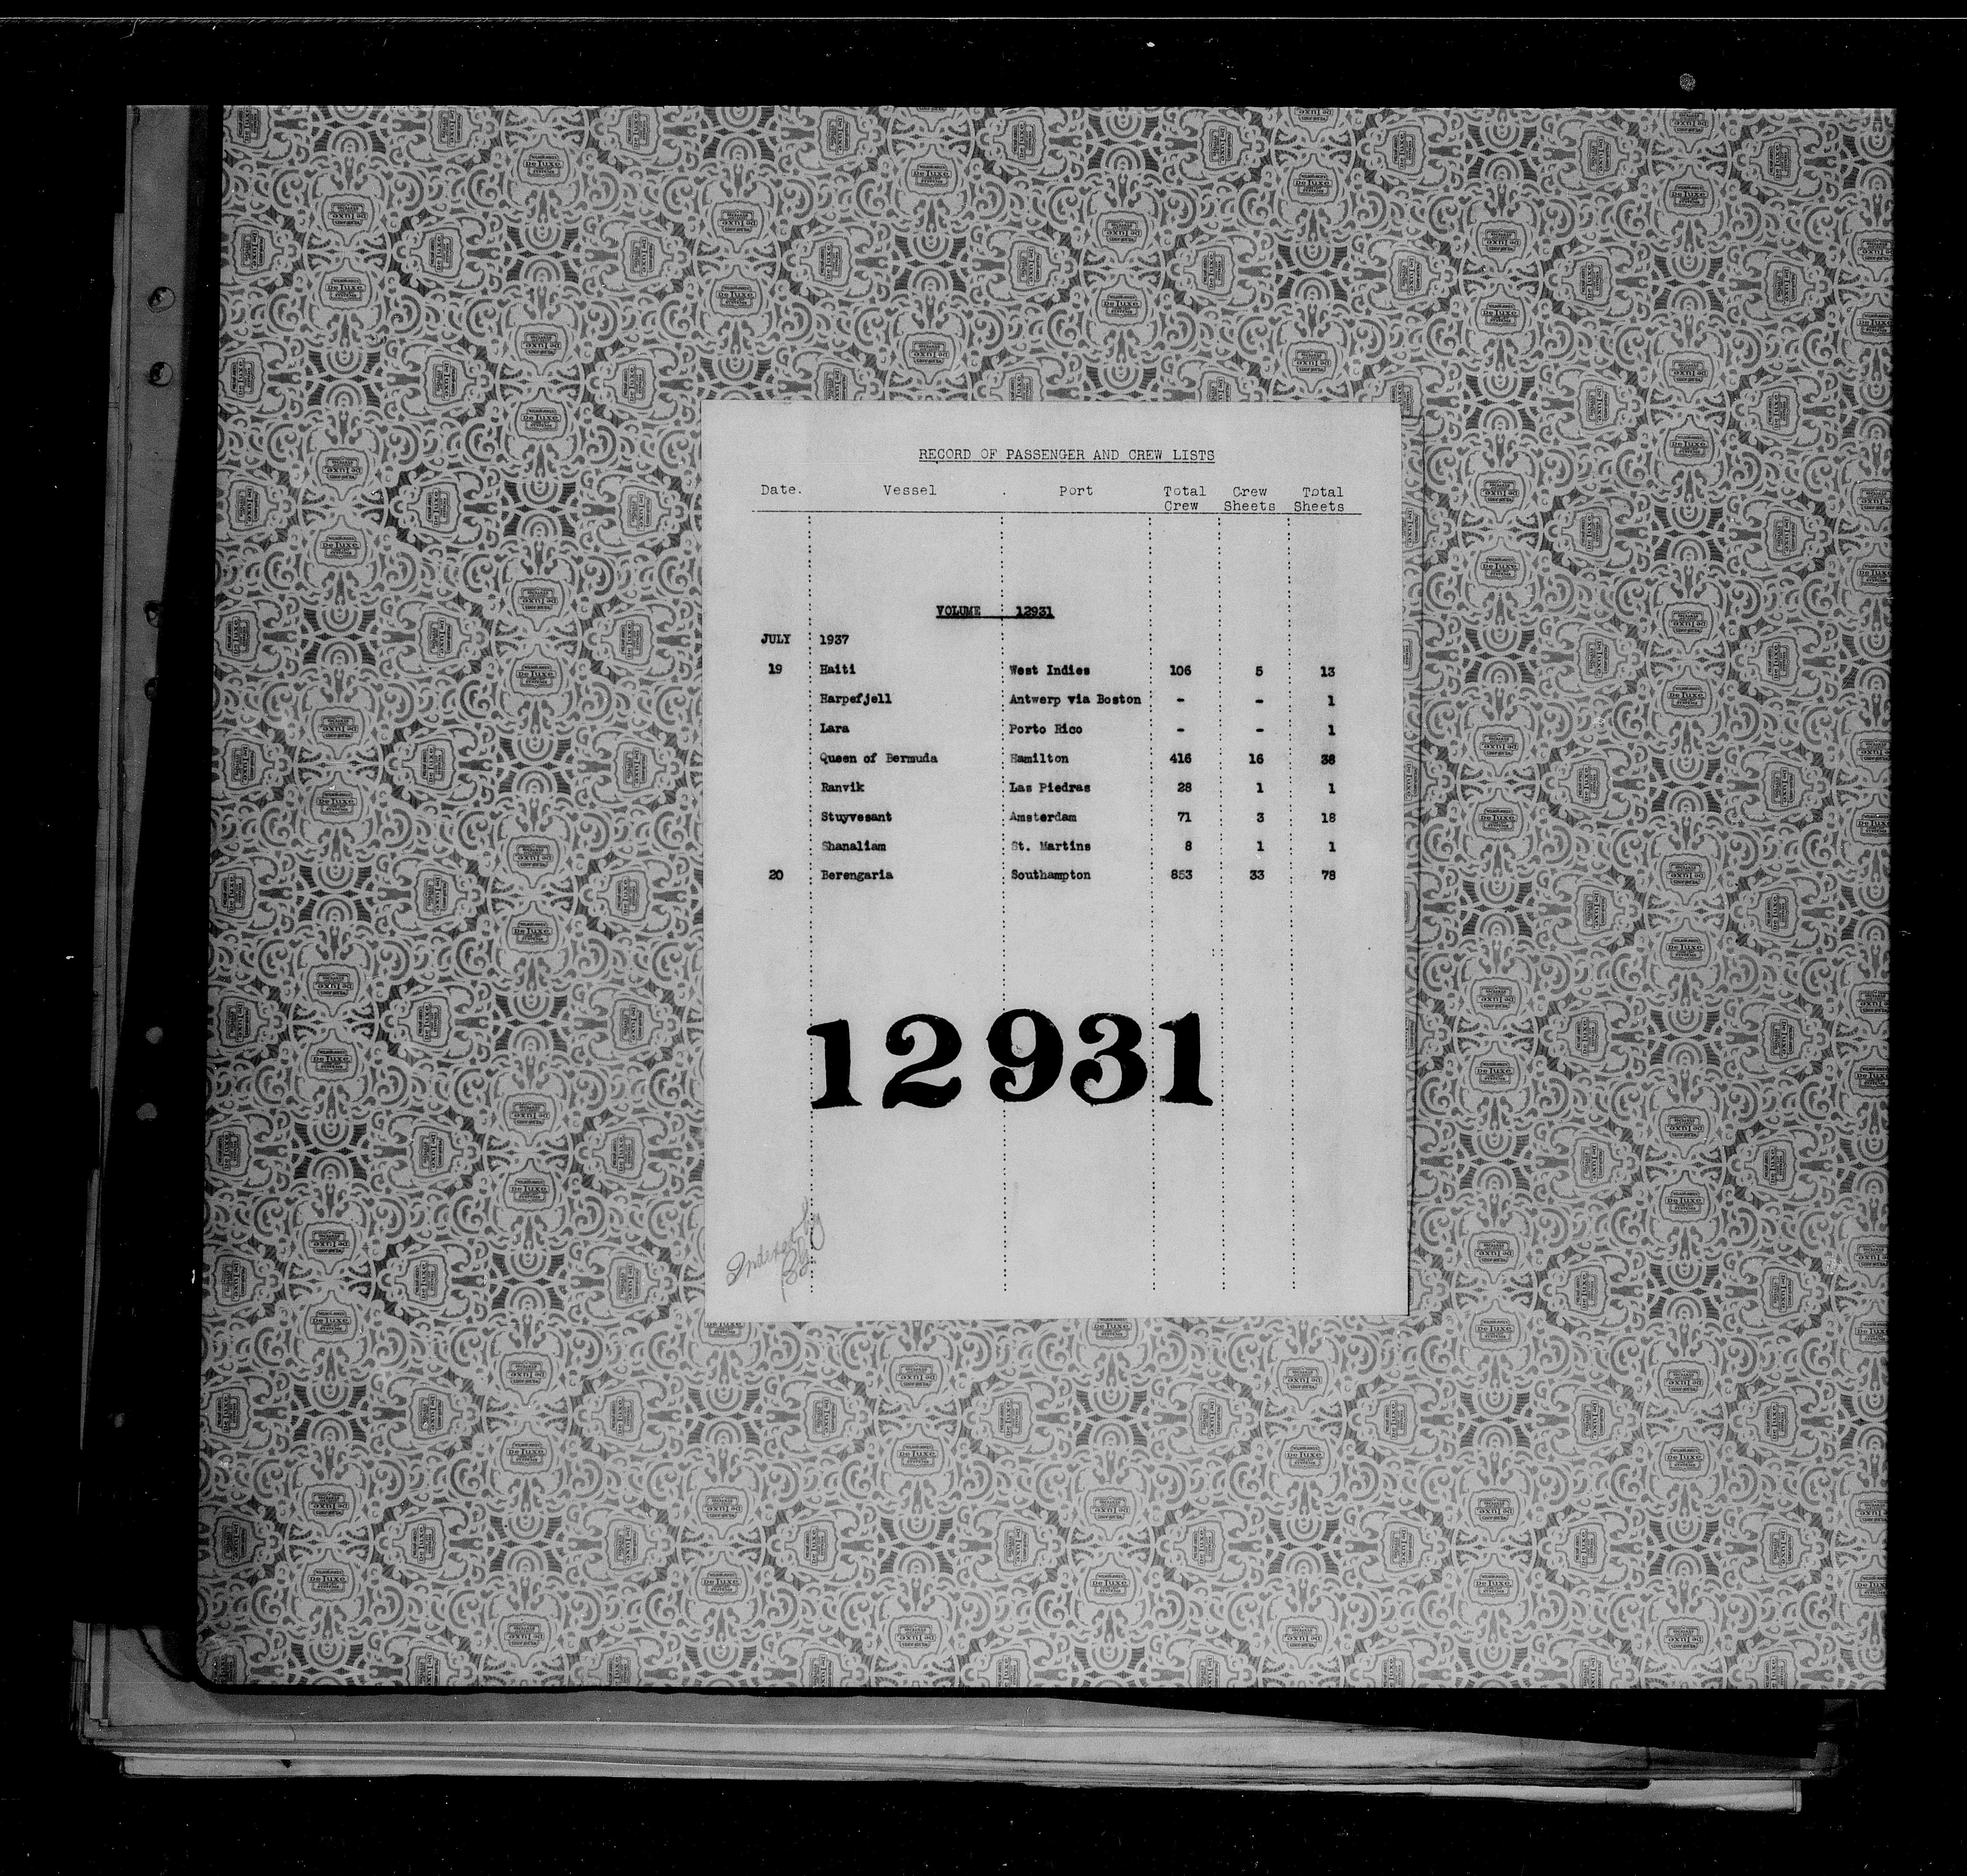 RECORD OF PASSENGER AND CREW LISTS
Date. Vessel . Port Total Crew Total
Crew Sheets Sheets
VOLUME 12931
JULY 1937
19 Haiti West Indies 106 5 13
Harpefjell Antwerp via Boston - - 1
Lara Porto Rico - - 1
Queen of Bermuda Hamilton 416 16 38
Ranvik Las Piedras 28 1 1
Stuyvesant Amsterdam 71 3 18
Shanaliam St. Martins 8 1 1
20 Berengaria Southampton 853 33 78
12931
Indexed by